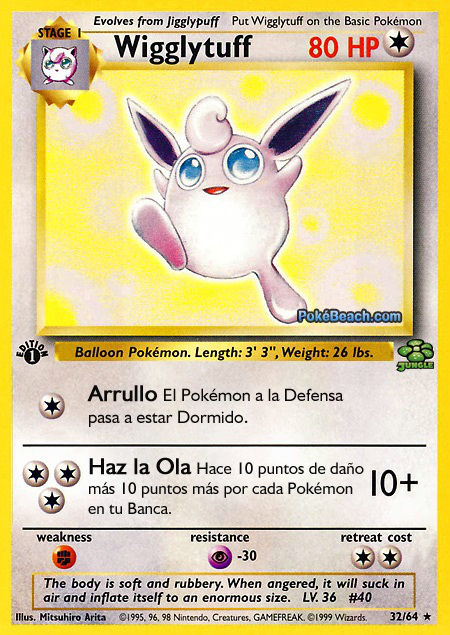 Evolves from Jigglypuff Put Wigglytuff on the Basic Pokémon
STAGE 1
Wigglytuff 80 HP
PokéBeach.com
EDITION
1
Balloon Pokémon. Length: 3' 3", Weight: 26 lbs.
JUNGLE
Arrullo El Pokémon a la Defensa
pasa a estar Dormido.
Haz la Ola Hace 10 puntos de daño
más 10 puntos más por cada Pokémon
en tu Banca.
10+
weakness resistance retreat cost
-30
The body is soft and rubbery. When angered, it will suck in
air and inflate itself to an enormous size. LV. 36 #40
Illus. Mitsuhiro Arita ©1995, 96, 98 Nintendo, Creatures, GAMEFREAK. ©1999 Wizards. 32/64 ★